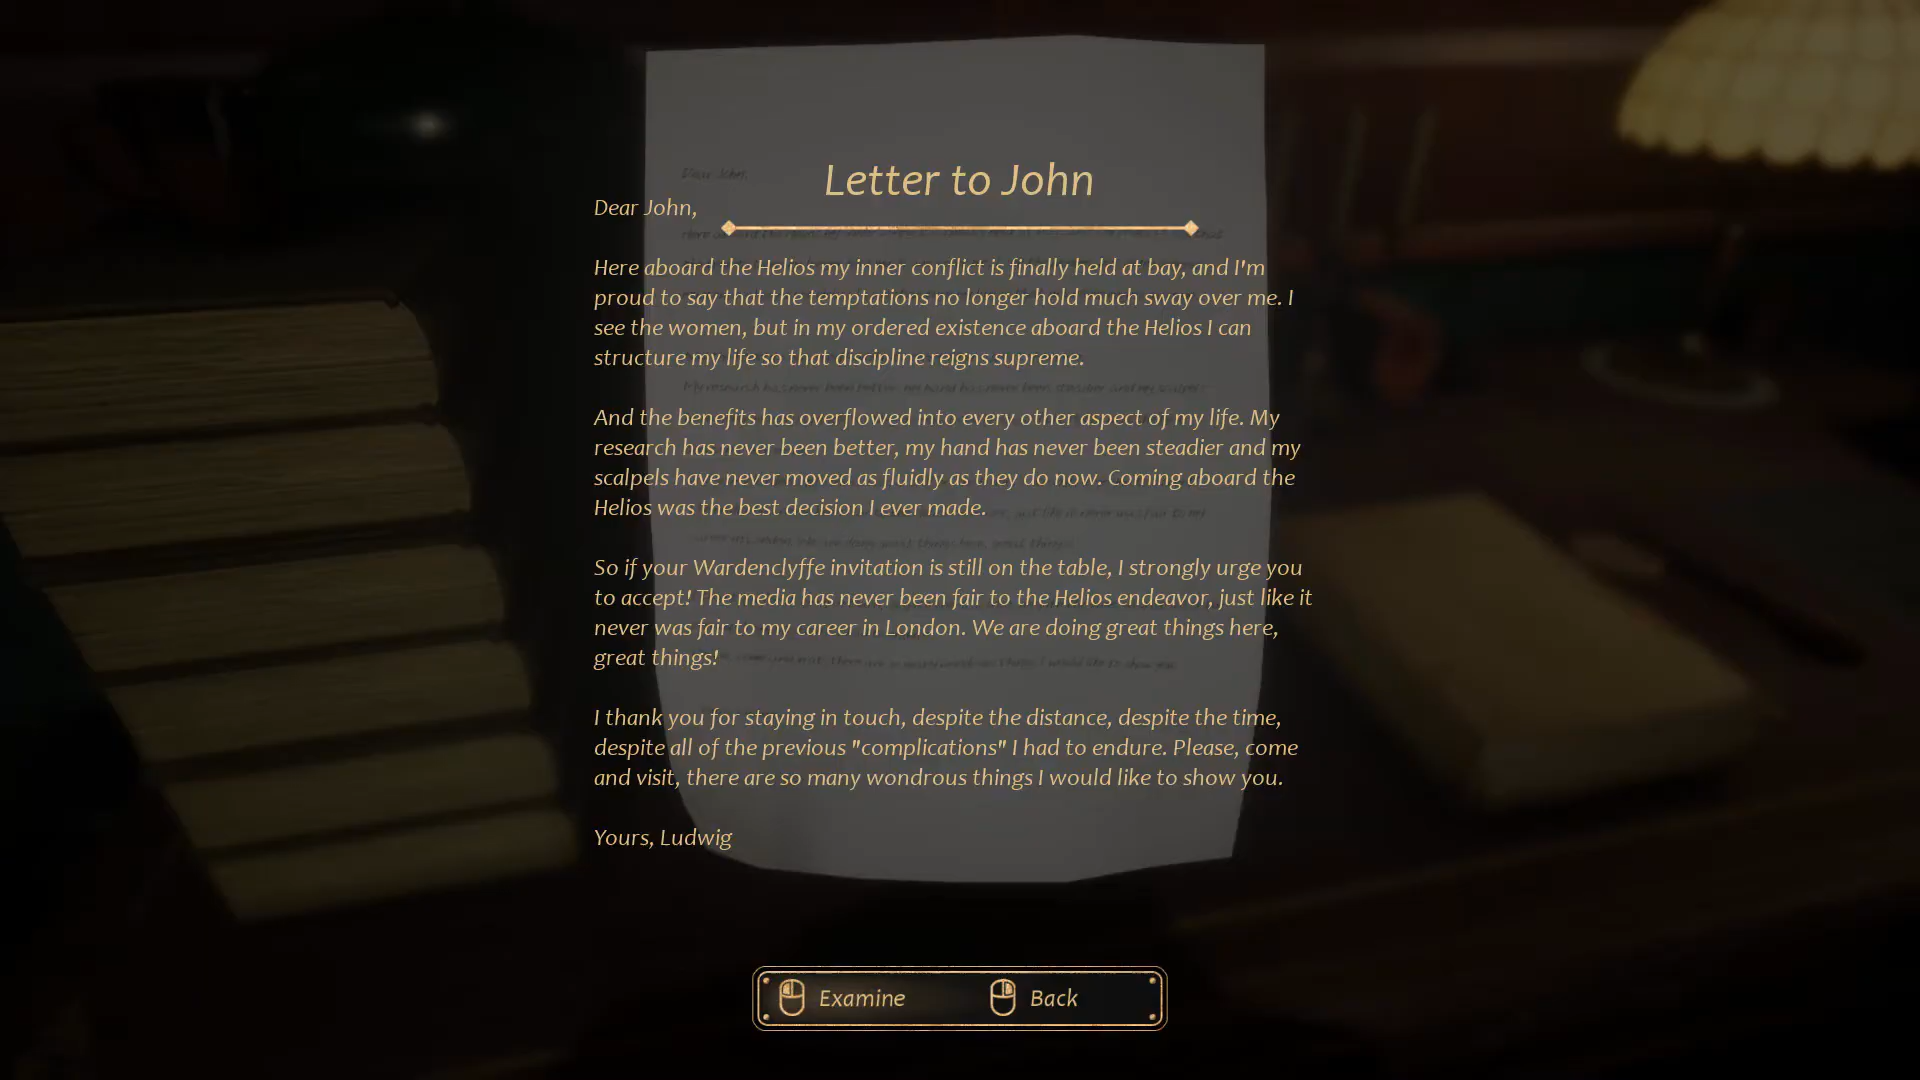 Letter to John
Dear John,
Here aboard the Helios my inner conflict is finally held at bay, and I'm
proud to say that the temptations no longer hold much sway over me. I
see the women, but in my ordered existence aboard the Helios I can
structure my life so that discipline reigns supreme.
And the benefits has overflowed into every other aspect of my life. My
research has never been better, my hand has never been steadier and my
scalpels have never moved as fluidly as they do now. Coming aboard the
Helios was the best decision I ever made.
So if your Wardenclyffe invitation is still on the table, I strongly urge you
to accept! The media has never been fair to the Helios endeavor, just like it
never was fair to my career in London. We are doing great things here,
great things!
I thank you for staying in touch, despite the distance, despite the time,
despite all of the previous "complications" I had to endure. Please, come
and visit, there are so many wondrous things I would like to show you.
Yours, Ludwig
Examine
Back